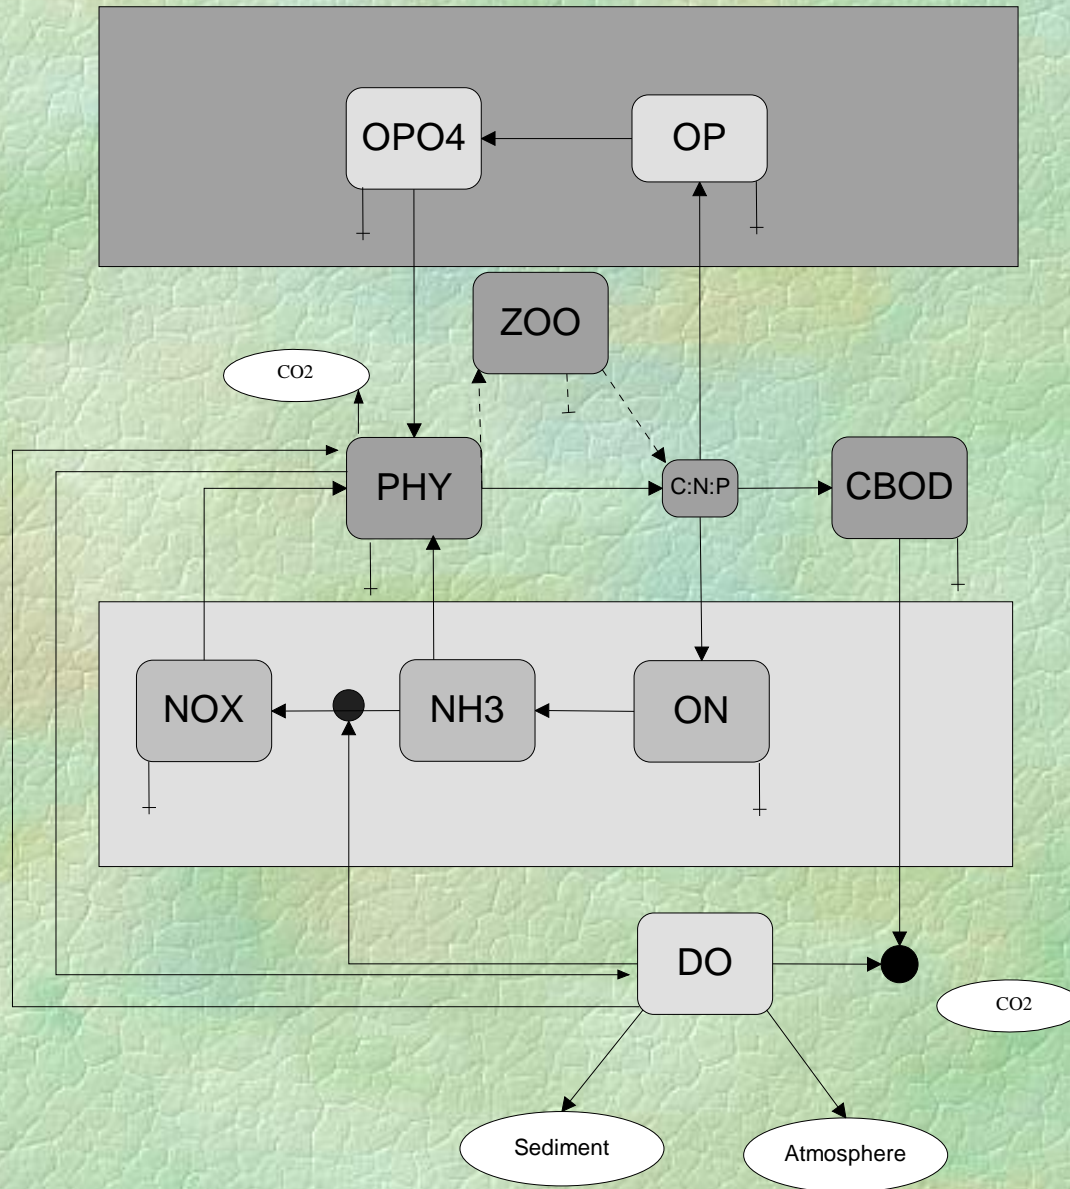 OPO4
OP
ZOO
CO2
PHY
C:N:P
CBOD
NOX
NH3
ON
DO
CO2
Sediment
Atmosphere